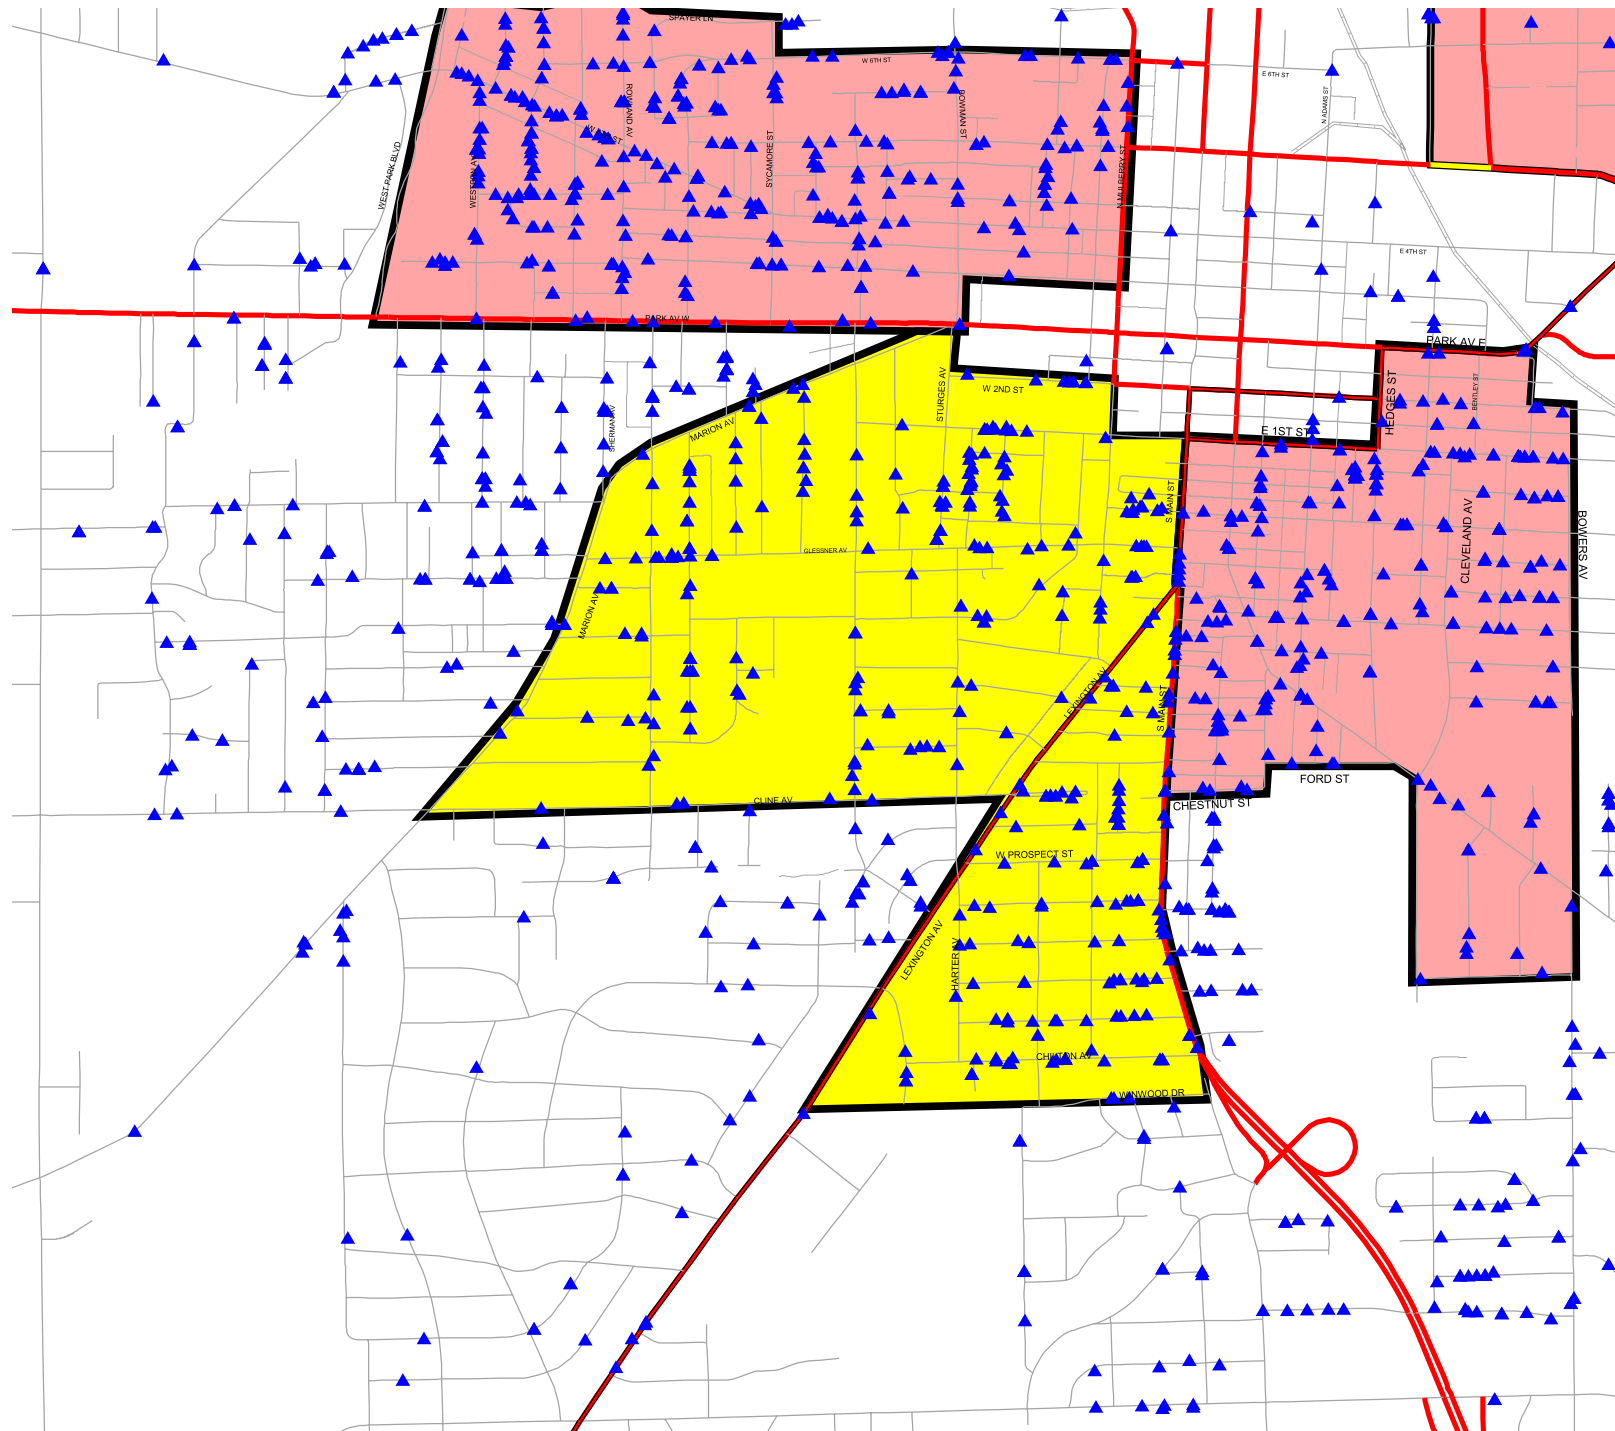 SPAYER LN
W 6TH ST
E 6TH ST
N ADAMS ST
ROWLAND AV
BOWMAN ST
SYCAMORE ST
WEST PARK BLVD
N MULBERRY ST
E 4TH ST
PARK AV W
PARK AV E
W 2ND ST
STURGES AV
HEDGES ST
BENTLEY ST
MARION AV
SHERMAN AV
E 1ST ST
S MAIN ST
CLEVELAND AV
BOWERS AV
GLESSNER AV
MARION AV
LEXINGTON AV
S MAIN ST
FORD ST
CLINE AV
CHESTNUT ST
W PROSPECT ST
LEXINGTON AV
HARTER AV
CHILTON AV
WINWOOD DR